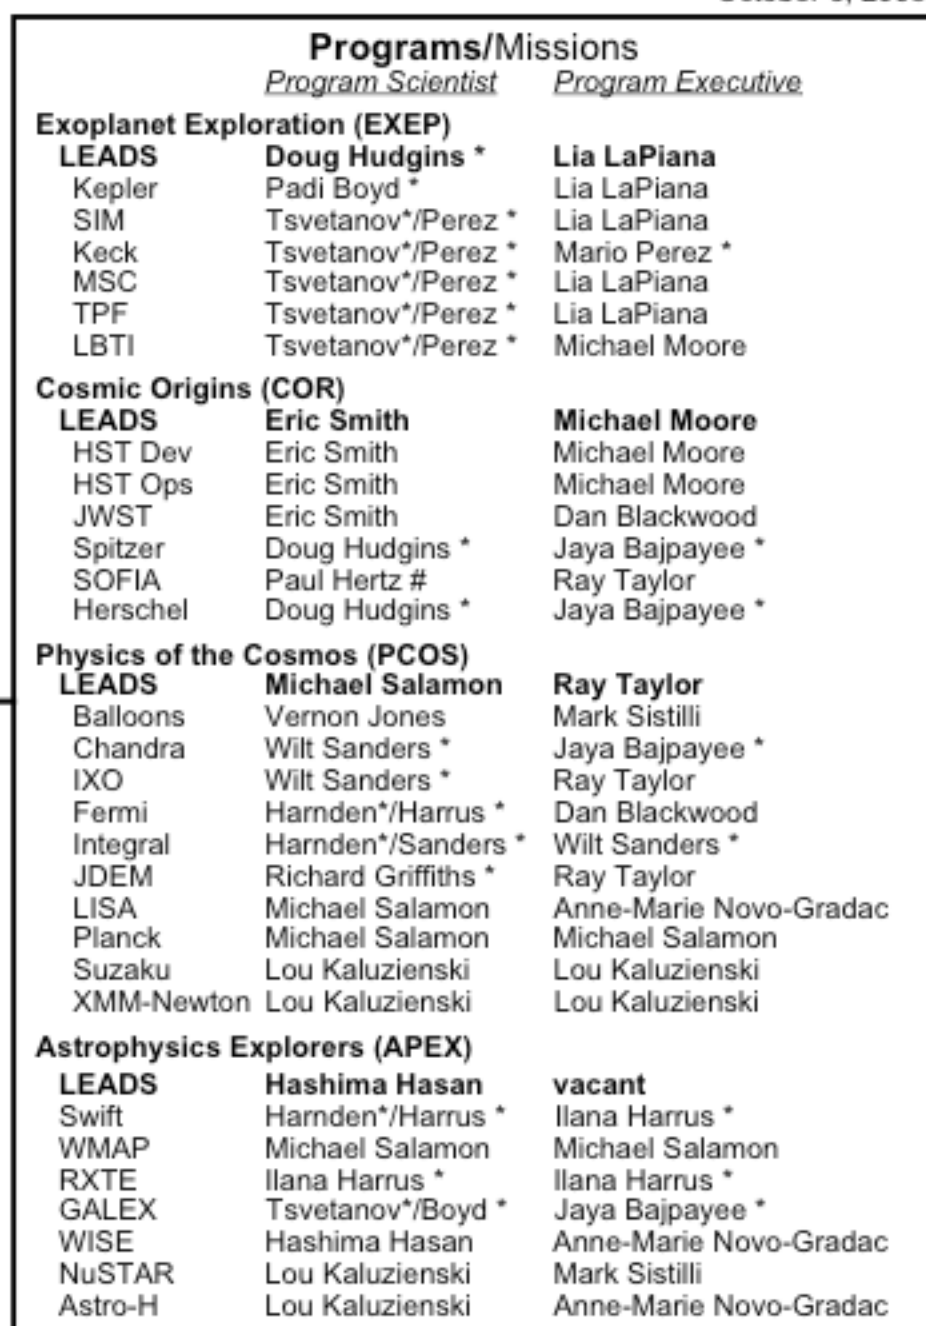 Programs/Missions
Program Scientist Program Executive
Exoplanet Exploration (EXEP)
LEADS Doug Hudgins * Lia LaPiana
Kepler Padi Boyd * Lia LaPiana
SIM Tsvetanov*/Perez * Lia LaPiana
Keck Tsvetanov*/Perez * Mario Perez *
MSC Tsvetanov*/Perez * Lia LaPiana
TPF Tsvetanov*/Perez * Lia LaPiana
LBTI Tsvetanov*/Perez * Michael Moore
Cosmic Origins (COR)
LEADS Eric Smith Michael Moore
HST Dev Eric Smith Michael Moore
HST Ops Eric Smith Michael Moore
JWST Eric Smith Dan Blackwood
Spitzer Doug Hudgins * Jaya Bajpayee *
SOFIA Paul Hertz # Ray Taylor
Herschel Doug Hudgins * Jaya Bajpayee *
Physics of the Cosmos (PCOS)
LEADS Michael Salamon Ray Taylor
Balloons Vernon Jones Mark Sistilli
Chandra Wilt Sanders * Jaya Bajpayee *
IXO Wilt Sanders * Ray Taylor
Fermi Harnden*/Harrus * Dan Blackwood
Integral Harnden*/Sanders * Wilt Sanders *
JDEM Richard Griffiths * Ray Taylor
LISA Michael Salamon Anne-Marie Novo-Gradac
Planck Michael Salamon Michael Salamon
Suzaku Lou Kaluzienski Lou Kaluzienski
XMM-Newton Lou Kaluzienski Lou Kaluzienski
Astrophysics Explorers (APEX)
LEADS Hashima Hasan vacant
Swift Harnden*/Harrus * Ilana Harrus *
WMAP Michael Salamon Michael Salamon
RXTE Ilana Harrus * Ilana Harrus *
GALEX Tsvetanov*/Boyd * Jaya Bajpayee *
WISE Hashima Hasan Anne-Marie Novo-Gradac
NuSTAR Lou Kaluzienski Mark Sistilli
Astro-H Lou Kaluzienski Anne-Marie Novo-Gradac